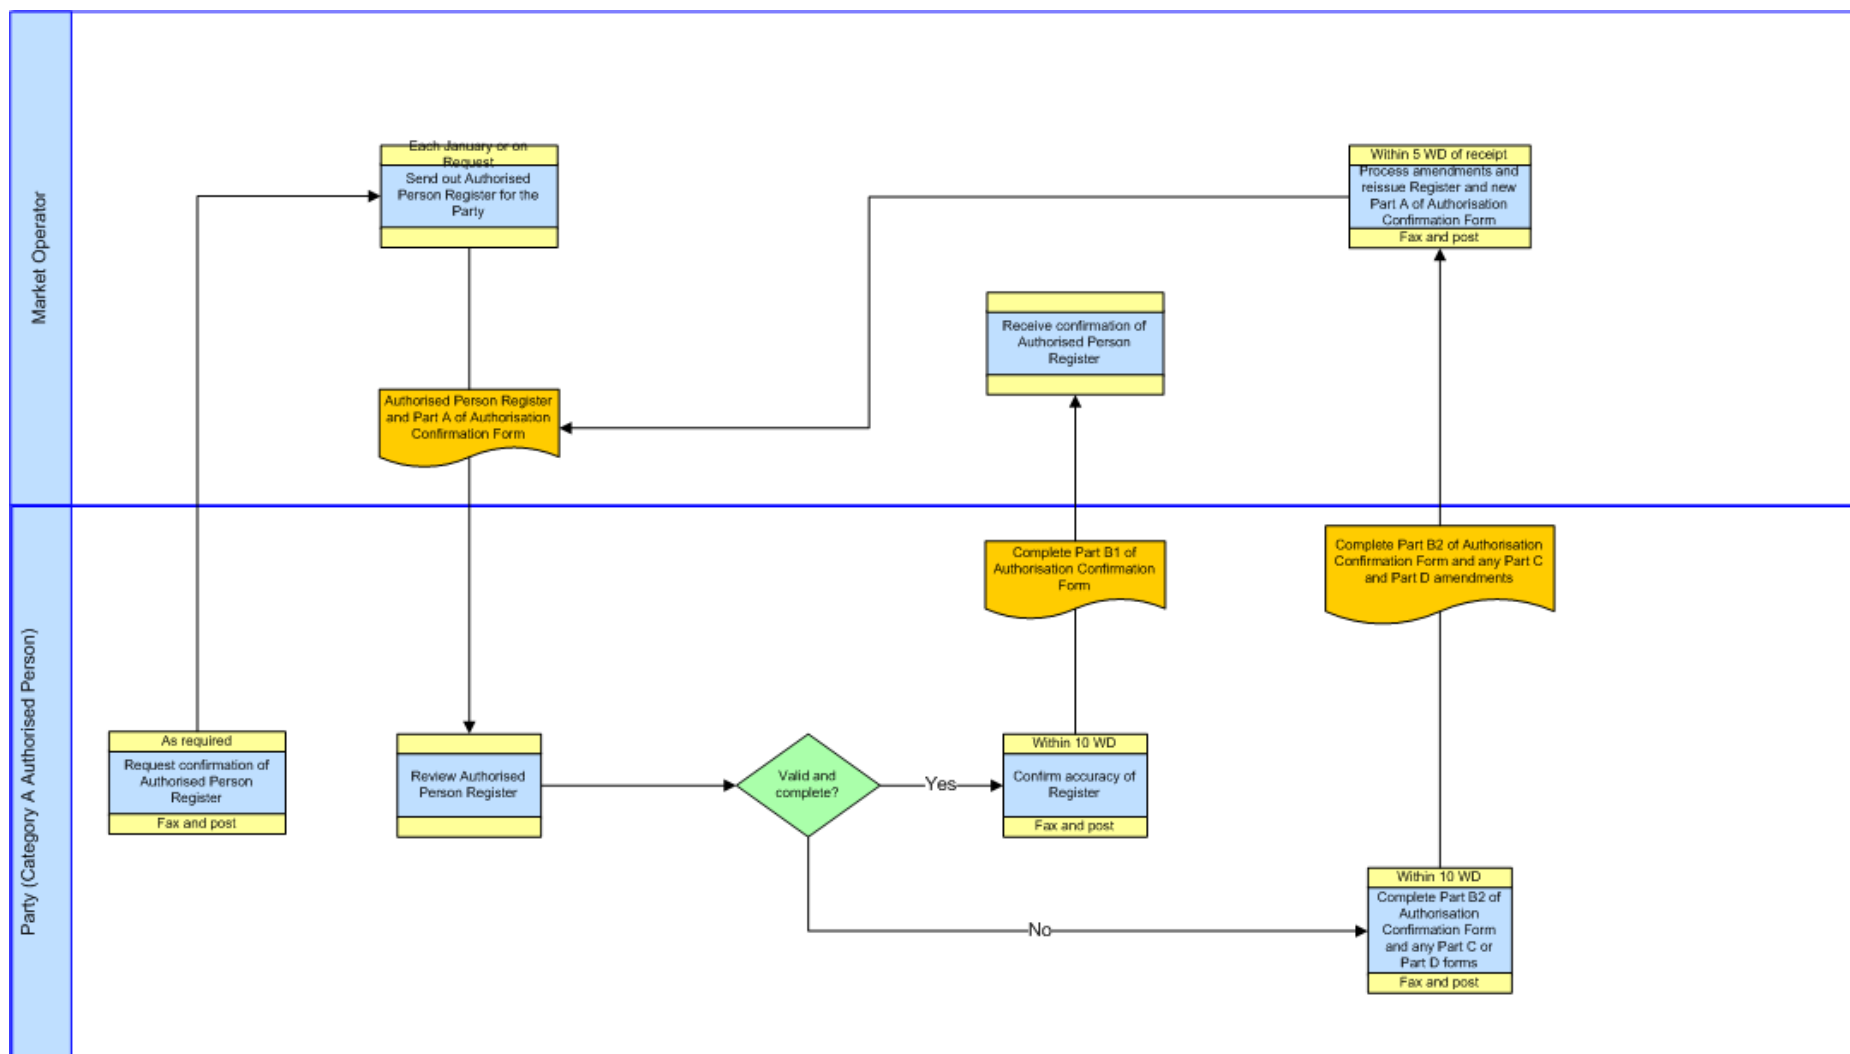 Market Operator
Each January or on
Request
Send out Authorised
Person Register for the
Party
Within 5 WD of receipt
Process amendments and
reissue Register and new
Part A of Authorisation
Confirmation Form
Fax and post
Receive confirmation of
Authorised Person
Register
Authorised Person Register
and Part A of Authorisation
Confirmation Form
Party (Category A Authorised Person)
Complete Part B1 of
Authorisation Confirmation
Form
Complete Part B2 of Authorisation
Confirmation Form and any Part C
and Part D amendments
As required
Request confirmation of
Authorised Person
Register
Fax and post
Review Authorised
Person Register
Valid and
complete?
Yes
Within 10 WD
Confirm accuracy of
Register
Fax and post
No
Within 10 WD
Complete Part B2 of
Authorisation
Confirmation Form
and any Part C or
Part D forms
Fax and post